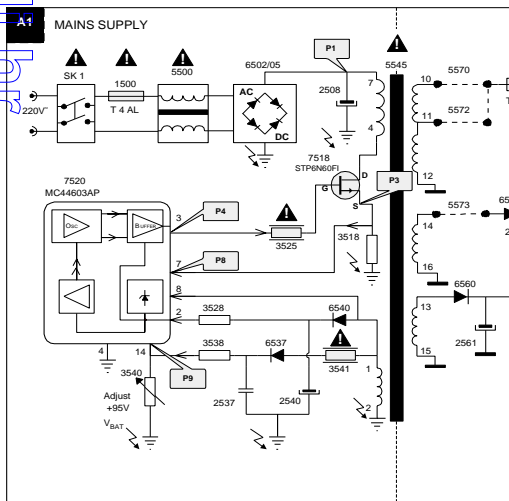 A1 MAINS SUPPLY
P1
SK 1
1500
5500
6502/05
5545
5570
220V~
T 4 AL
AC
DC
2508
7
4
10
11
5572
12
7518
STP6N60FI
D
G
S
P3
7520
MC44603AP
OSC
BUFFER
3
P4
3525
3518
5573
14
16
7
P8
8
2
3528
6540
6560
13
15
2561
4
14
3538
6537
3541
1
2
3540
P9
Adjust
+95V
VBAT
2537
2540